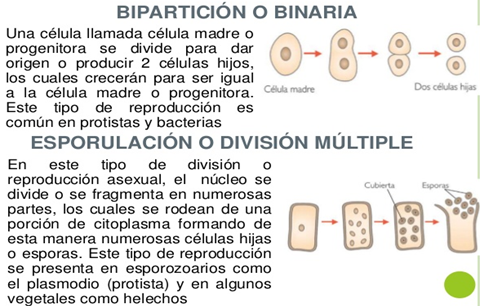 BIPARTICIÓN O BINARIA
Una célula llamada célula madre o
progenitora se divide para dar
origen o producir 2 células hijos,
los cuales crecerán para ser igual
a la célula madre o progenitora.
Este tipo de reproducción es
común en protistas y bacterias
Célula madre
Dos células hijas
ESPORULACIÓN O DIVISIÓN MÚLTIPLE
En este tipo de división o
reproducción asexual, el núcleo se
divide o se fragmenta en numerosas
partes, los cuales se rodean de una
porción de citoplasma formando de
esta manera numerosas células hijas
o esporas. Este tipo de reproducción
se presenta en esporozoarios como
el plasmodio (protista) y en algunos
vegetales como helechos
Cubierta
Esporas